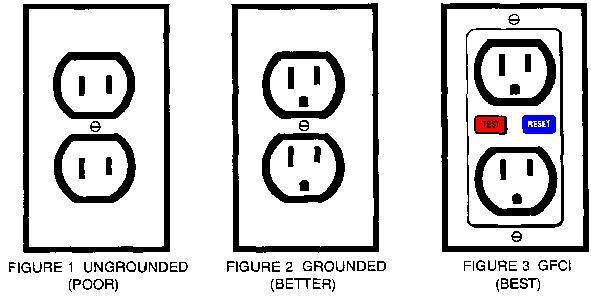 TEST
RESET
FIGURE 1 UNGROUNDED
(POOR)
FIGURE 2 GROUNDED
(BETTER)
FIGURE 3 GFCI
(BEST)